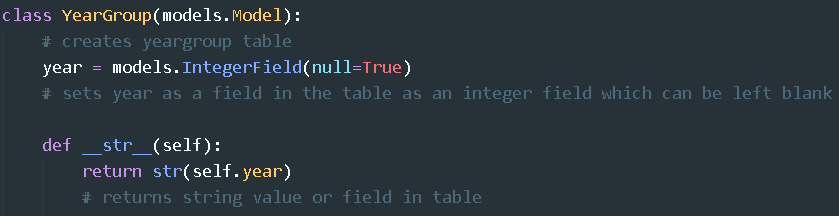 class YearGroup(models.Model):
    # creates yeargroup table
    year = models.IntegerField(null=True)
    # sets year as a field in the table as an integer field which can be left blank
    def __str__(self):
        return str(self.year)
        # returns string value or field in table